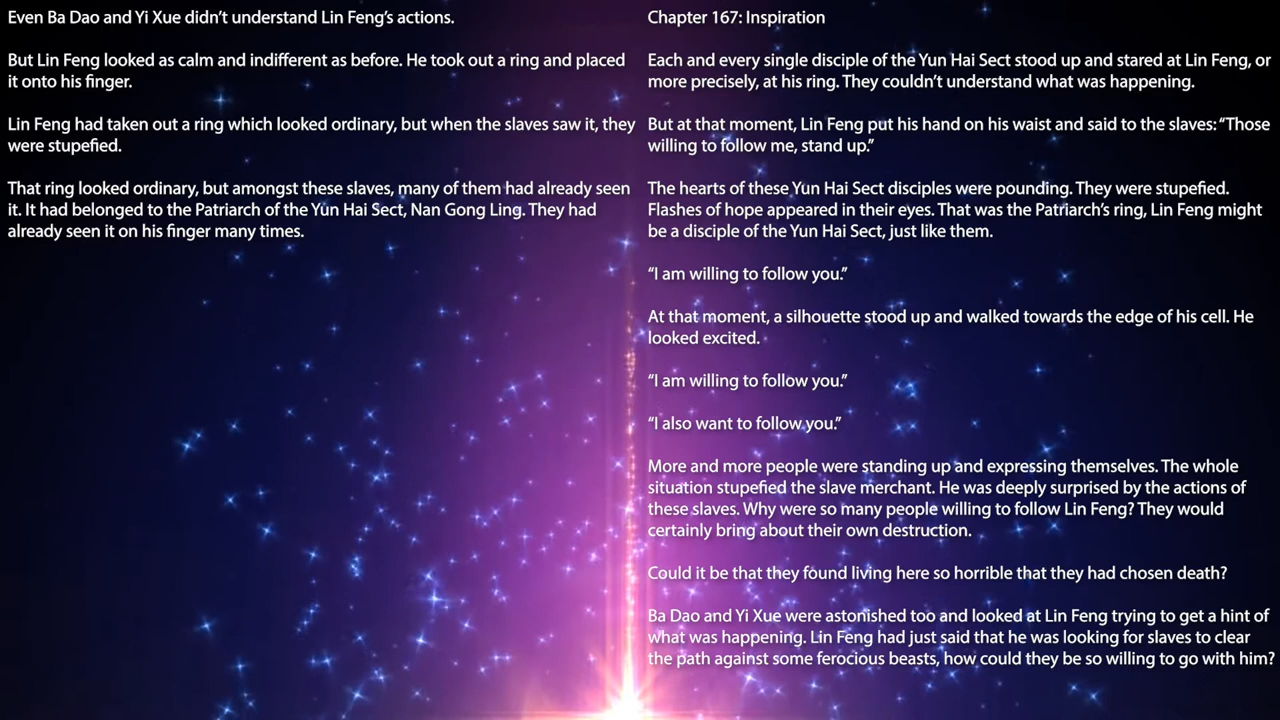 Even Ba Dao and Yi Xue didn’t understand Lin Feng’s actions.
But Lin Feng looked as calm and indifferent as before. He took out a ring and placed
it onto his finger.
Lin Feng had taken out a ring which looked ordinary, but when the slaves saw it, they
were stupefied.
That ring looked ordinary, but amongst these slaves, many of them had already seen
it. It had belonged to the Patriarch of the Yun Hai Sect, Nan Gong Ling. They had
already seen it on his finger many times.
Chapter 167: Inspiration
Each and every single disciple of the Yun Hai Sect stood up and stared at Lin Feng, or
more precisely, at his ring. They couldn’t understand what was happening.
But at that moment, Lin Feng put his hand on his waist and said to the slaves: “Those
willing to follow me, stand up.”
The hearts of these Yun Hai Sect disciples were pounding. They were stupefied.
Flashes of hope appeared in their eyes. That was the Patriarch’s ring, Lin Feng might
be a disciple of the Yun Hai Sect, just like them.
“I am willing to follow you.”
At that moment, a silhouette stood up and walked towards the edge of his cell. He
looked excited.
“I am willing to follow you.”
“I also want to follow you.”
More and more people were standing up and expressing themselves. The whole
situation stupefied the slave merchant. He was deeply surprised by the actions of
these slaves. Why were so many people willing to follow Lin Feng? They would
certainly bring about their own destruction.
Could it be that they found living here so horrible that they had chosen death?
Ba Dao and Yi Xue were astonished too and looked at Lin Feng trying to get a hint of
what was happening. Lin Feng had just said that he was looking for slaves to clear
the path against some ferocious beasts, how could they be so willing to go with him?